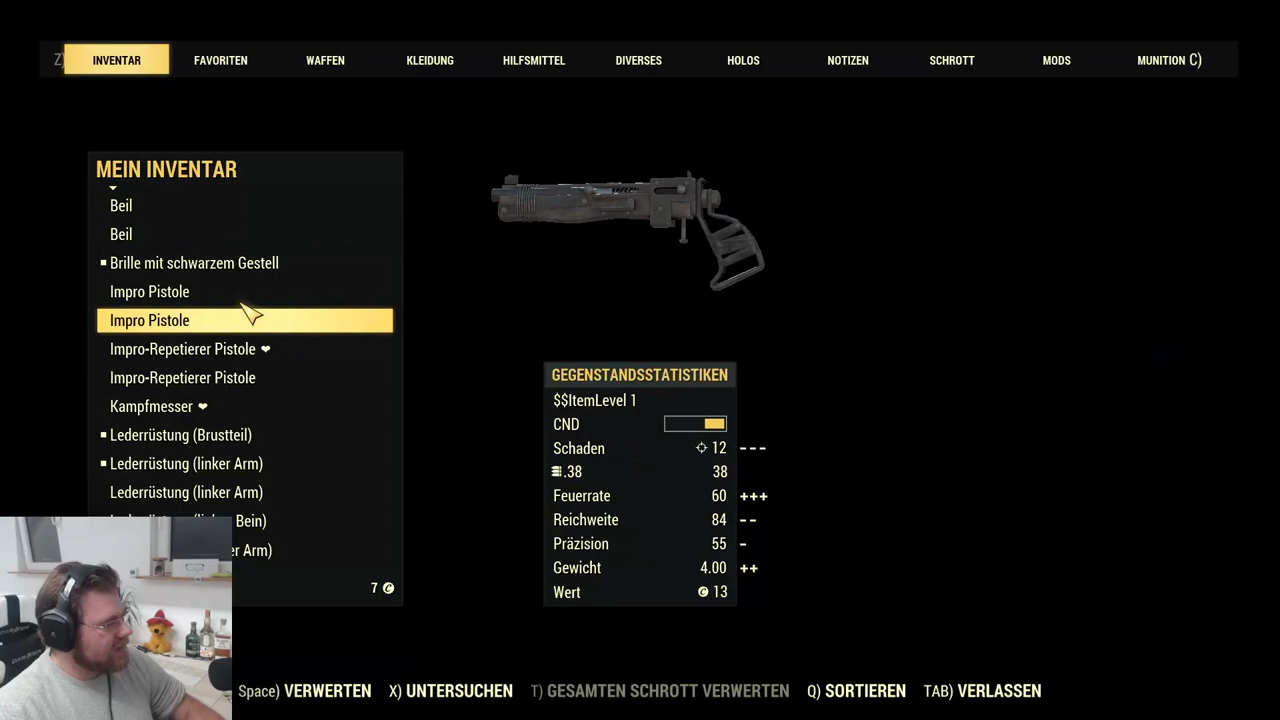 Z) INVENTAR FAVORITEN WAFFEN KLEIDUNG HILFSMITTEL DIVERSES HOLOS NOTIZEN SCHROTT MODS MUNITION C)
MEIN INVENTAR
Beil
Beil
Brille mit schwarzem Gestell
Impro Pistole
Impro Pistole
Impro-Repetierer Pistole
Impro-Repetierer Pistole
Kampfmesser
Lederrüstung (Brustteil)
Lederrüstung (linker Arm)
Lederrüstung (linker Arm)
Bein)
Arm)
7
GEGENSTANDSSTATISTIKEN
$$ItemLevel 1
CND
Schaden 12 ---
.38 38
Feuerrate 60 +++
Reichweite 84 --
Präzision 55 -
Gewicht 4.00 ++
Wert 13
Space) VERWERTEN X) UNTERSUCHEN T) GESAMTEN SCHROTT VERWERTEN Q) SORTIEREN TAB) VERLASSEN